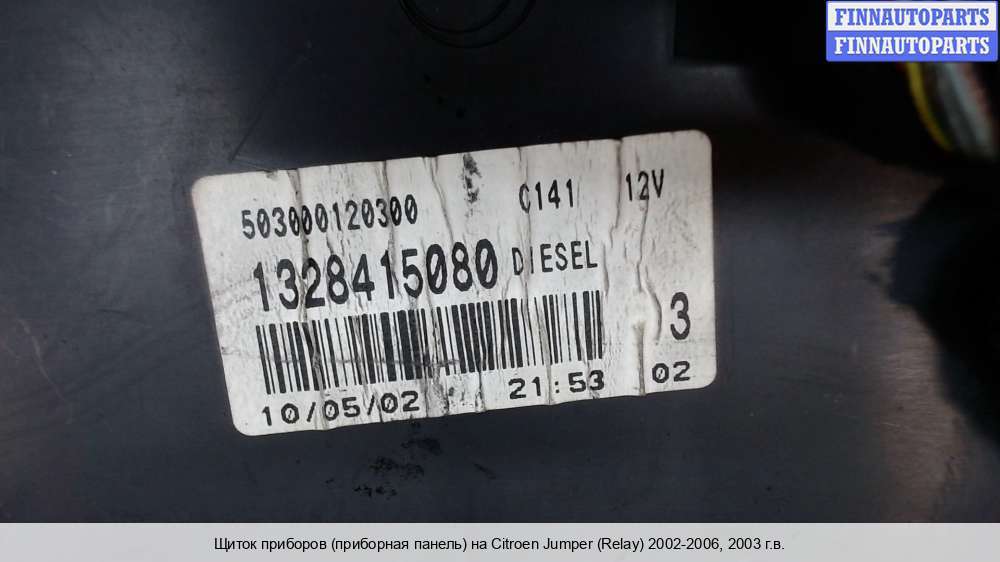 FINNAUTOPARTS
FINNAUTOPARTS
503000120300 C141 12V
1328415080 DIESEL
3
10/05/02 21:53 02
Щиток приборов (приборная панель) на Citroen Jumper (Relay) 2002-2006, 2003 г.в.